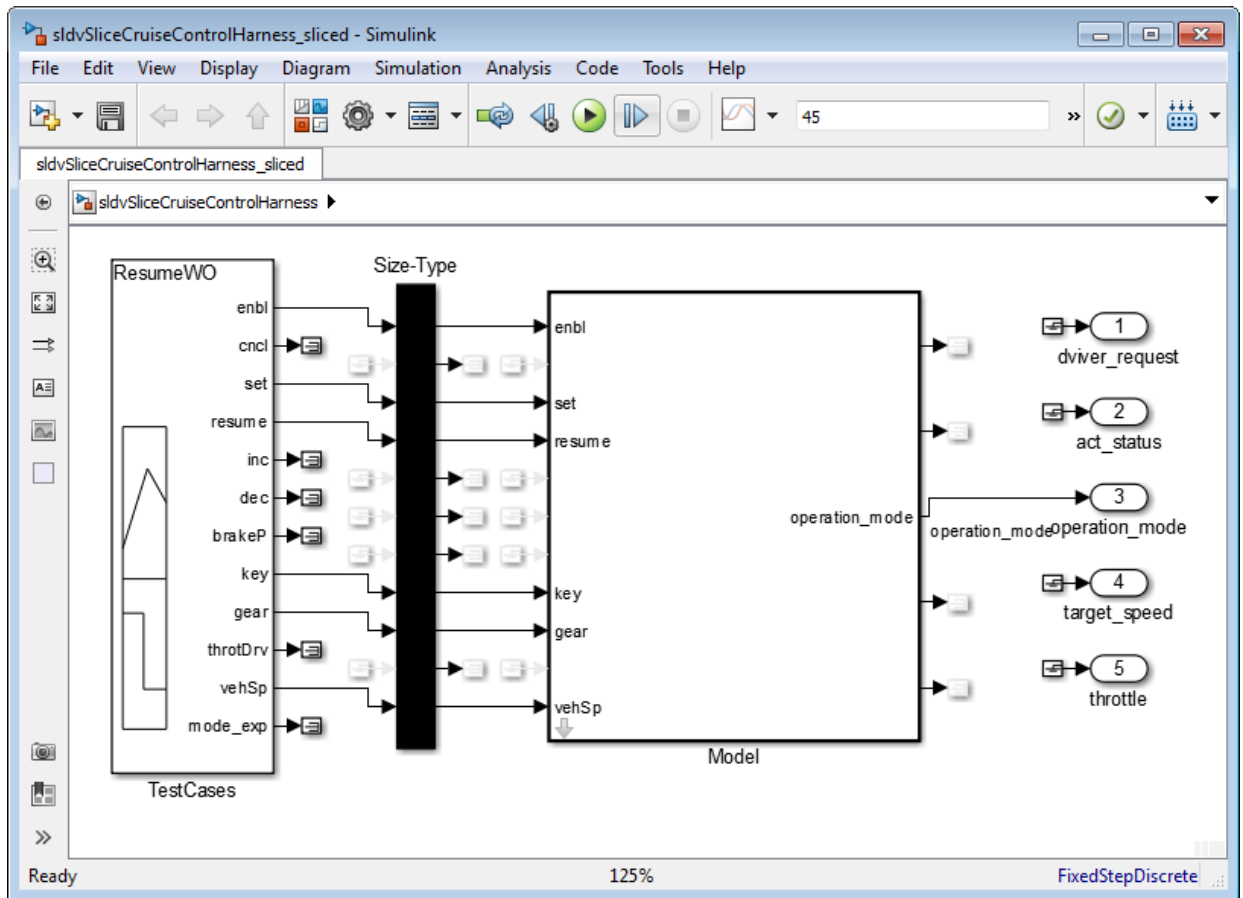 sldvSliceCruiseControlHarness_sliced - Simulink
File Edit View Display Diagram Simulation Analysis Code Tools Help
45
sldvSliceCruiseControlHarness_sliced
sldvSliceCruiseControlHarness
ResumeWO
enbl
cncl
set
resume
inc
dec
brakeP
key
gear
throtDrv
vehSp
mode_exp
TestCases
Size-Type
enbl
set
resume
key
gear
vehSp
operation_mode
Model
operation_mode
1
dviver_request
2
act_status
3
operation_mode
4
target_speed
5
throttle
Ready 125% FixedStepDiscrete